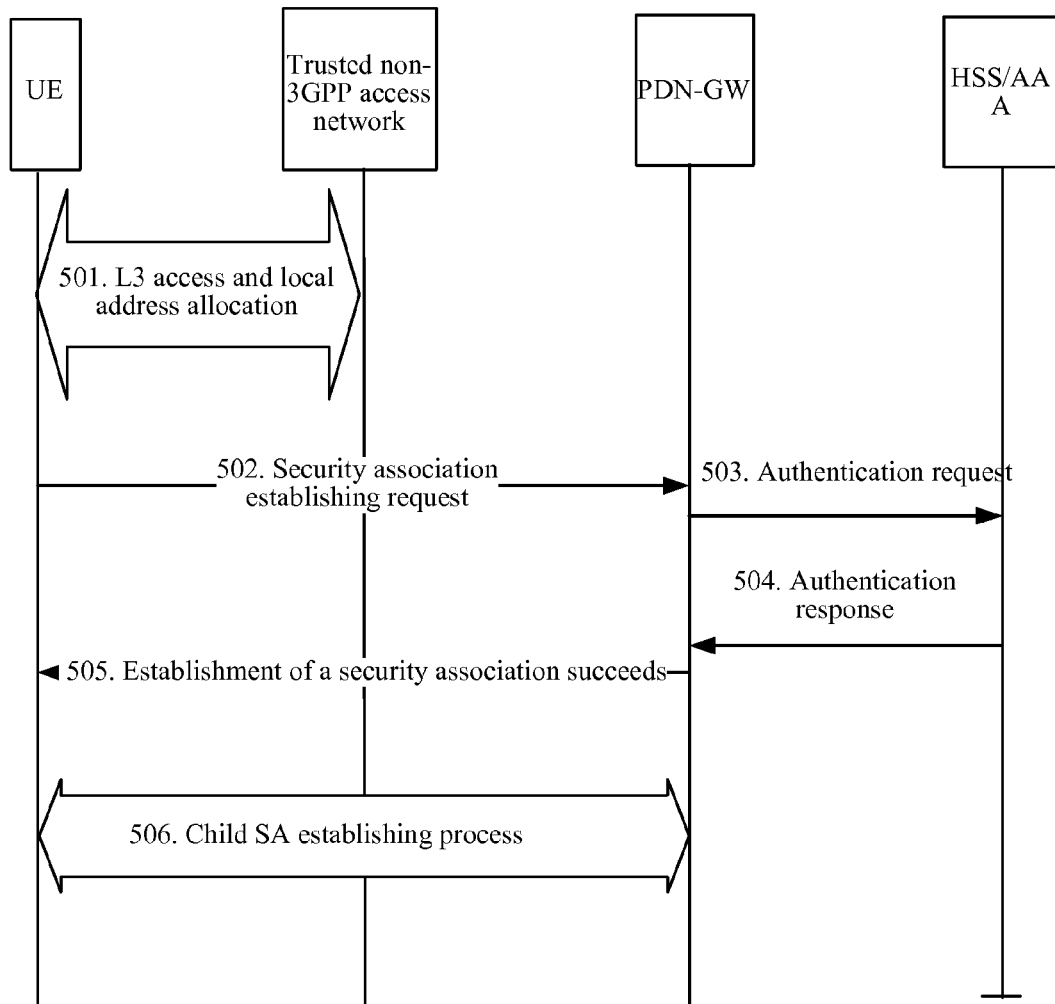 UE
Trusted non-
3GPP access
network
PDN-GW
HSS/AA
A
501. L3 access and local
address allocation
502. Security association
establishing request
503. Authentication request
504. Authentication
response
505. Establishment of a security association succeeds
506. Child SA establishing process